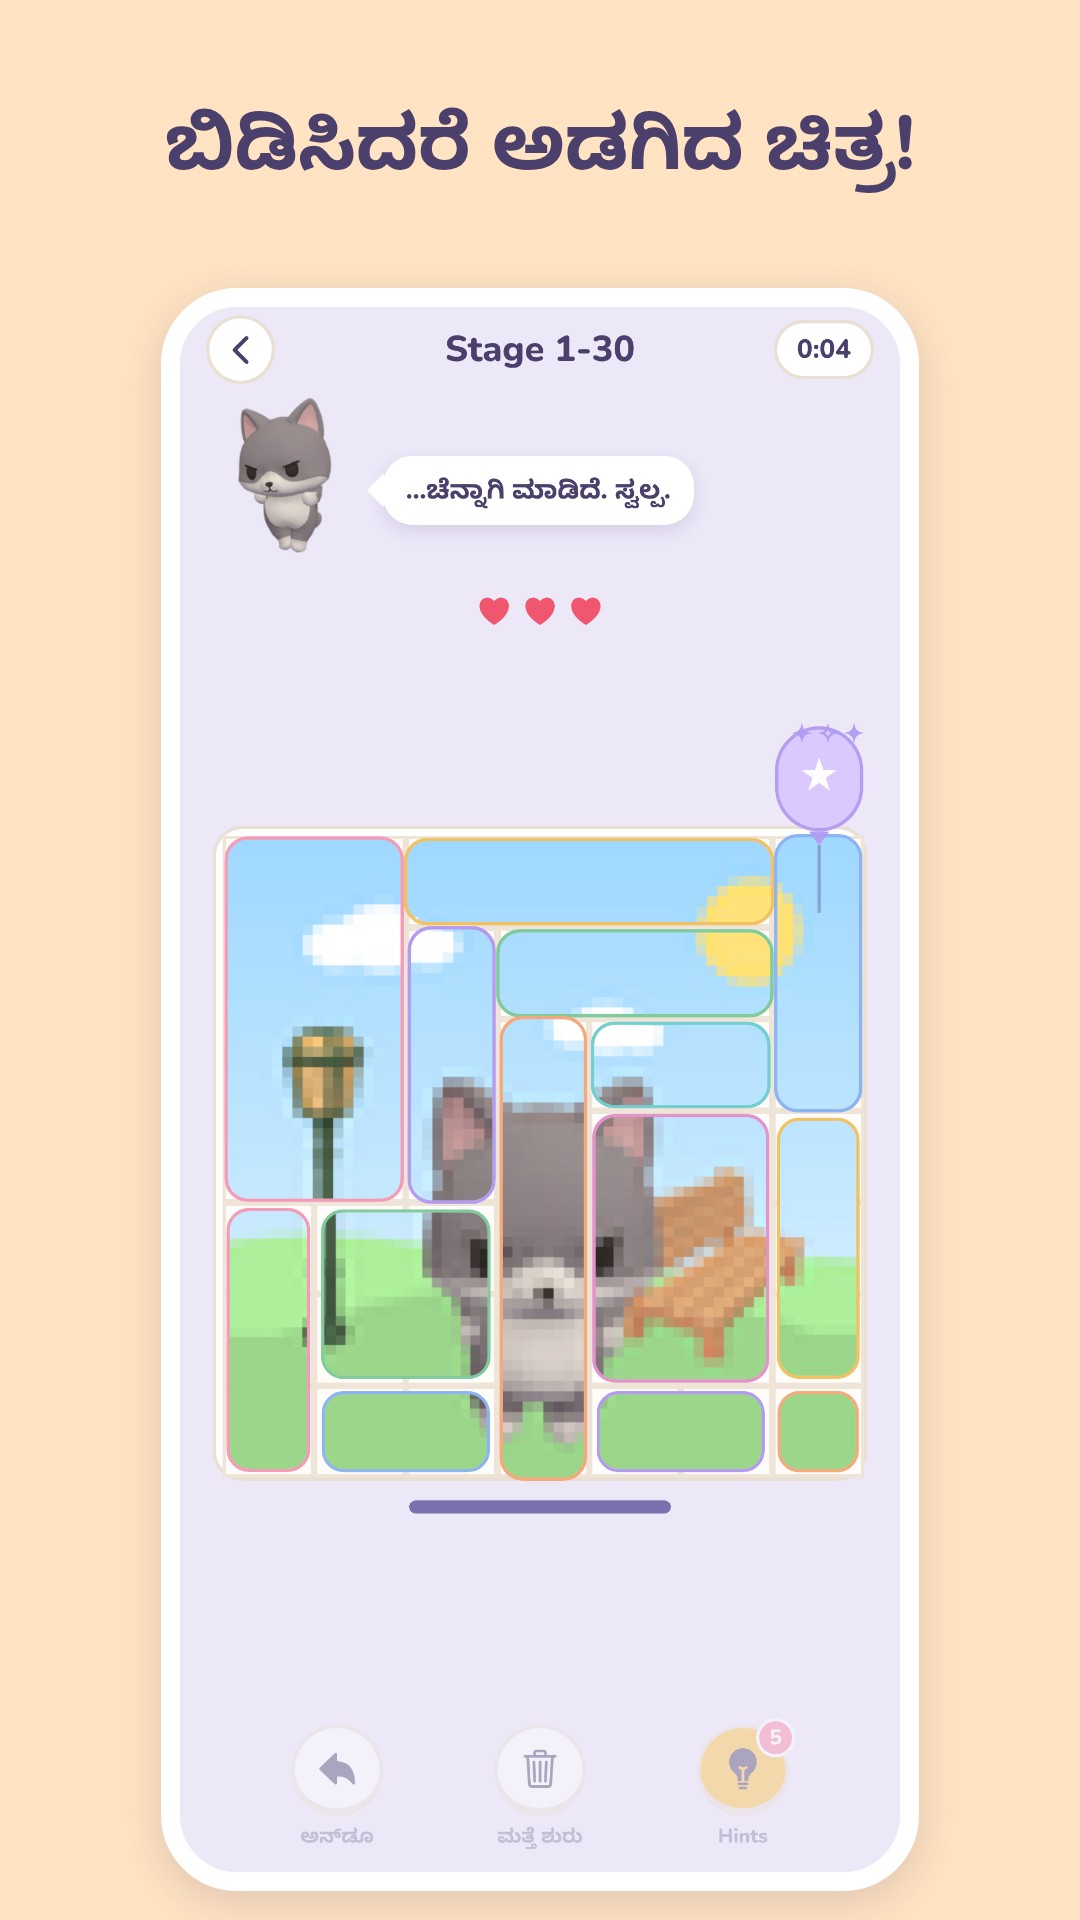 ಬಿಡಿಸಿದರೆ ಅಡಗಿದ ಚಿತ್ರ!
Stage 1-30
0:04
...ಚೆನ್ನಾಗಿ ಮಾಡಿದೆ. ಸ್ವಲ್ಪ.
5
ಅನ್‌ಡೂ
ಮತ್ತೆ ಶುರು
Hints